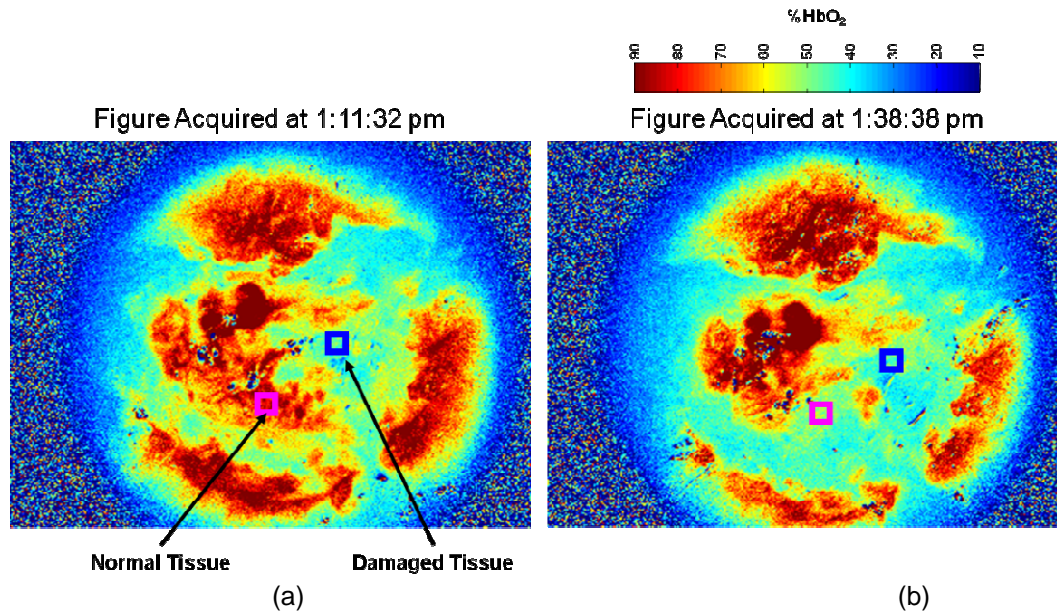 %HbO₂
90 80 70 60 50 40 30 20 10
Figure Acquired at 1:11:32 pm
Figure Acquired at 1:38:38 pm
Normal Tissue
Damaged Tissue
(a)
(b)